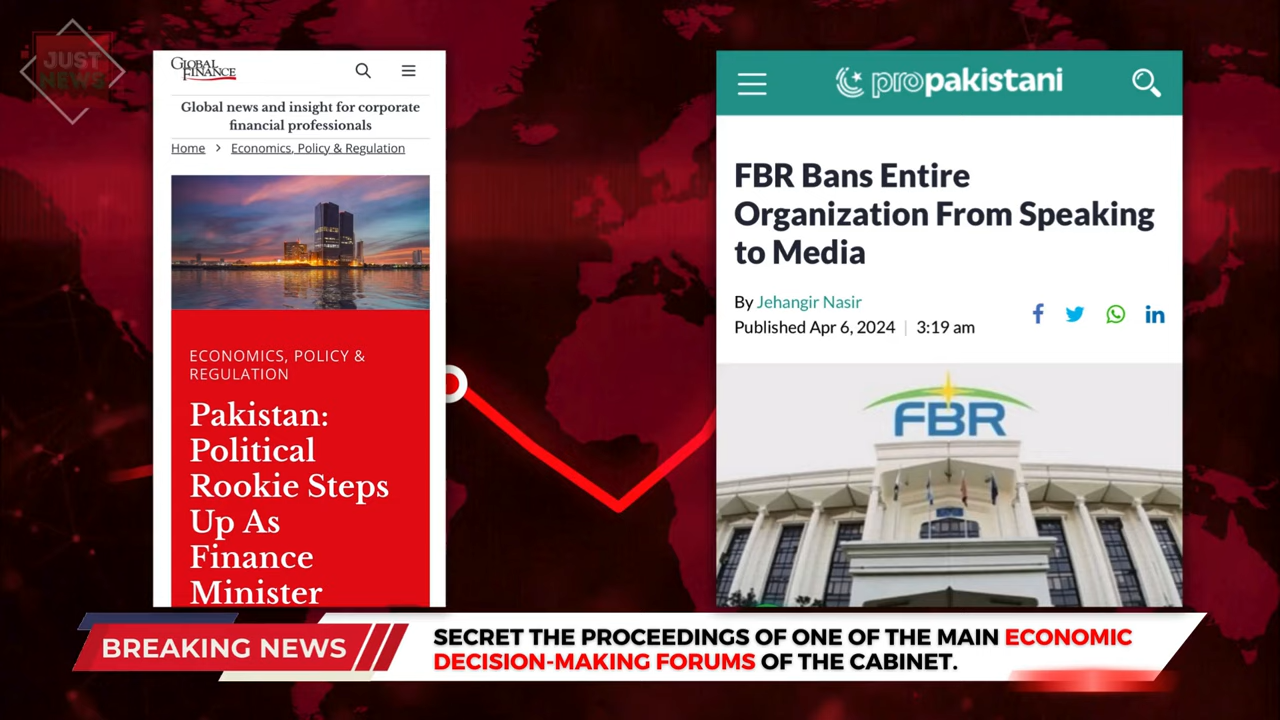 JUST
NEWS
GLOBAL
FINANCE
Global news and insight for corporate
financial professionals
Home > Economics, Policy & Regulation
ECONOMICS, POLICY &
REGULATION
Pakistan:
Political
Rookie Steps
Up As
Finance
Minister
propakistani
FBR Bans Entire
Organization From Speaking
to Media
By Jehangir Nasir
Published Apr 6, 2024 | 3:19 am
FBR
BREAKING NEWS
SECRET THE PROCEEDINGS OF ONE OF THE MAIN ECONOMIC
DECISION-MAKING FORUMS OF THE CABINET.